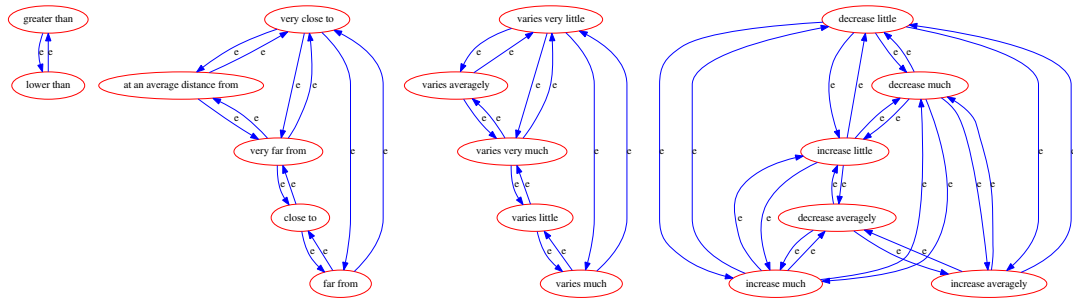 greater than
e e
lower than
very close to
e e
at an average distance from
e e
e e
very far from
e e
e e
close to
e e
far from
varies very little
e e
varies averagely
e e
e e
varies very much
e e
e e
varies little
e e
varies much
decrease little
e e
decrease much
e e
e e
increase little
e e
e e
e e
e e
e e
decrease averagely
e e
e e
e e
increase much
increase averagely